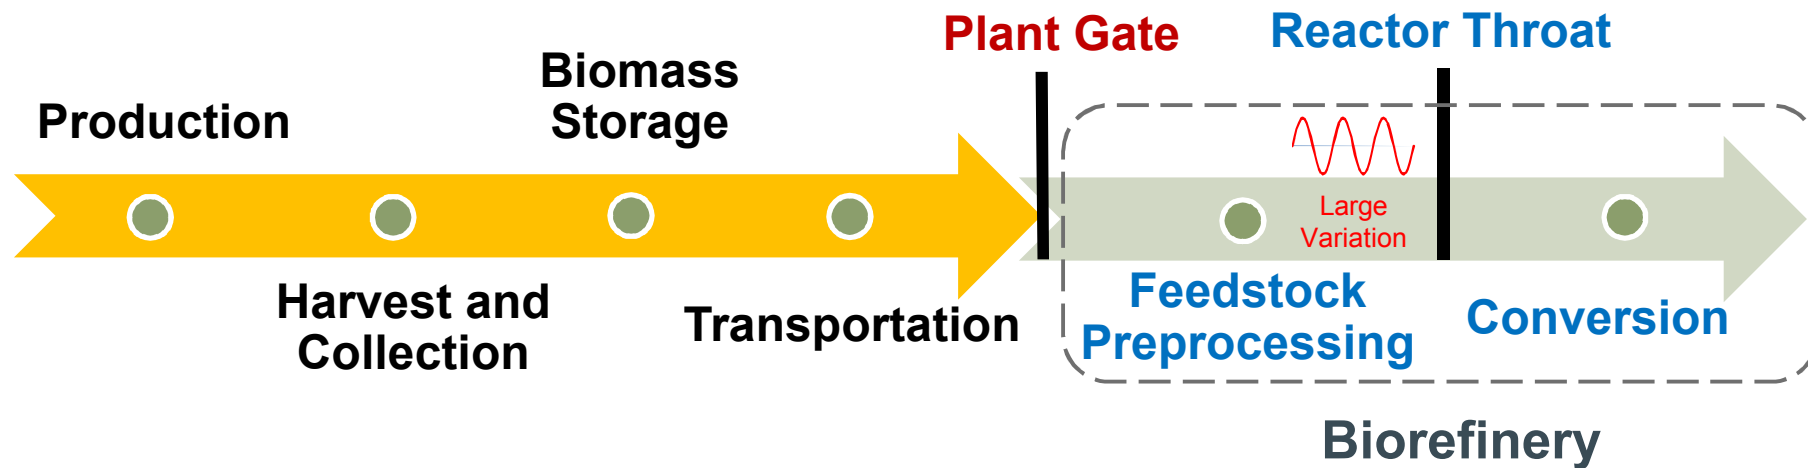 Plant Gate
Reactor Throat
Production
Biomass
Storage
Large
Variation
Harvest and
Collection
Transportation
Feedstock
Preprocessing
Conversion
Biorefinery